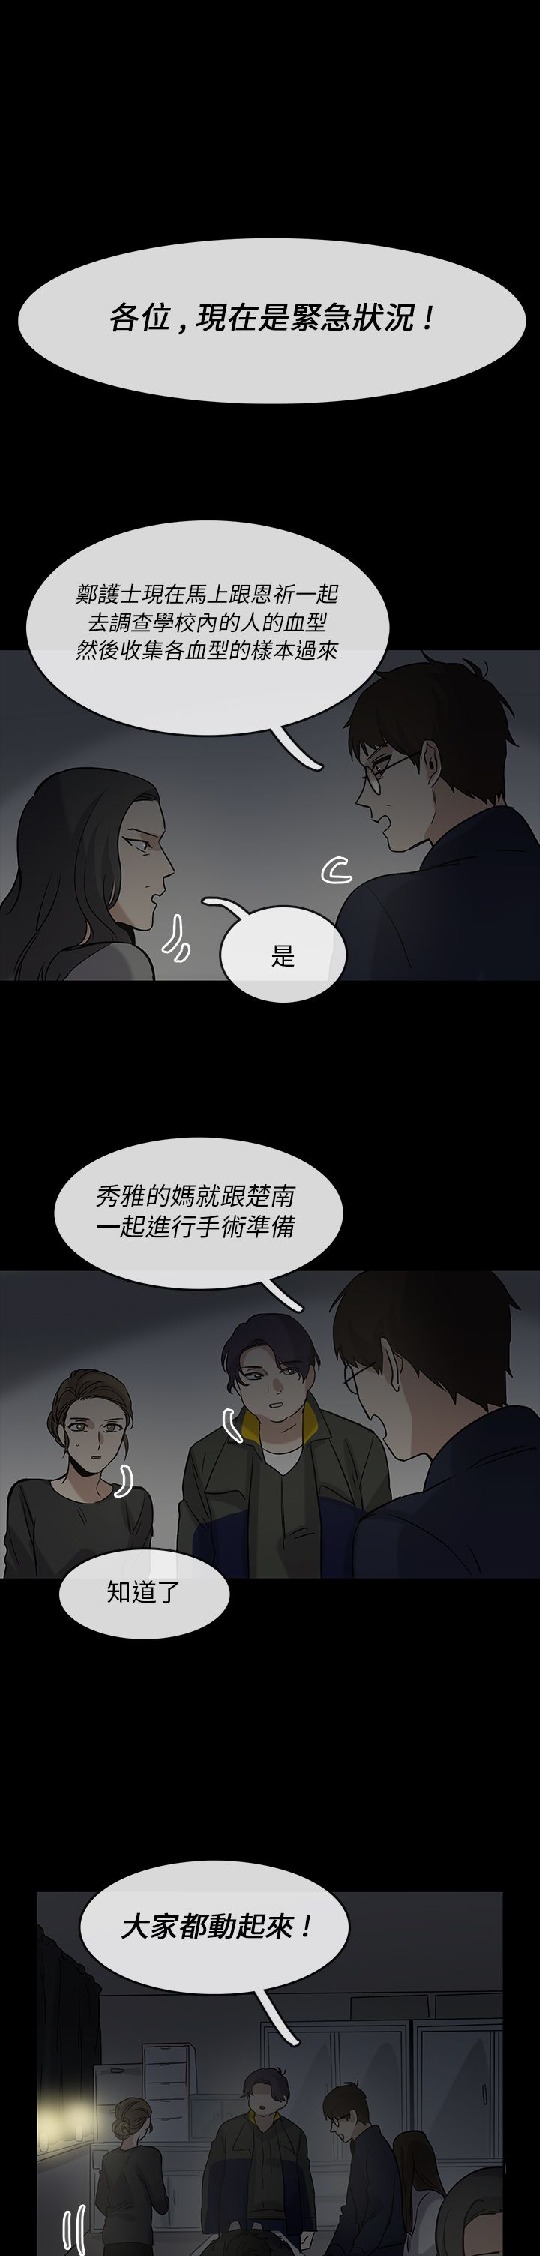 各位，現在是緊急狀況！
鄭護士現在馬上跟恩祈一起
去調查學校內的人的血型
然後收集各血型的樣本過來
是
秀雅的媽就跟楚南
一起進行手術準備
知道了
大家都動起來！